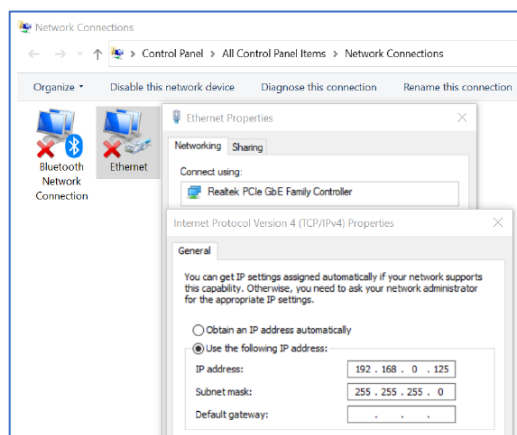 Network Connections
Control Panel > All Control Panel Items > Network Connections
Organize Disable this network device Diagnose this connection Rename this connection
Bluetooth
Network
Connection
Ethernet
Ethernet Properties
Networking Sharing
Connect using:
Realtek PCIe GbE Family Controller
Internet Protocol Version 4 (TCP/IPv4) Properties
General
You can get IP settings assigned automatically if your network supports
this capability. Otherwise, you need to ask your network administrator
for the appropriate IP settings.
Obtain an IP address automatically
Use the following IP address:
IP address: 192 . 168 . 0 . 125
Subnet mask: 255 . 255 . 255 . 0
Default gateway: . . .